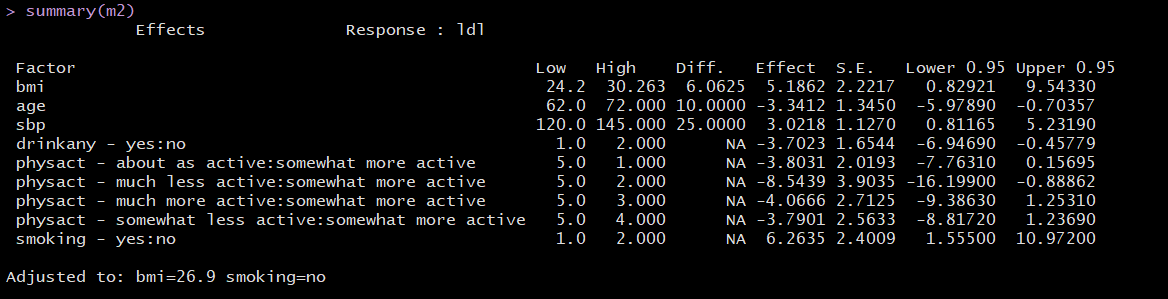 > summary(m2)
Effects Response : ldl
Factor Low High Diff. Effect S.E. Lower 0.95 Upper 0.95
bmi 24.2 30.263 6.0625 5.1862 2.2217 0.82921 9.54330
age 62.0 72.000 10.0000 -3.3412 1.3450 -5.97890 -0.70357
sbp 120.0 145.000 25.0000 3.0218 1.1270 0.81165 5.23190
drinkany - yes:no 1.0 2.000 NA -3.7023 1.6544 -6.94690 -0.45779
physact - about as active:somewhat more active 5.0 1.000 NA -3.8031 2.0193 -7.76310 0.15695
physact - much less active:somewhat more active 5.0 2.000 NA -8.5439 3.9035 -16.19900 -0.88862
physact - much more active:somewhat more active 5.0 3.000 NA -4.0666 2.7125 -9.38630 1.25310
physact - somewhat less active:somewhat more active 5.0 4.000 NA -3.7901 2.5633 -8.81720 1.23690
smoking - yes:no 1.0 2.000 NA 6.2635 2.4009 1.55500 10.97200
Adjusted to: bmi=26.9 smoking=no